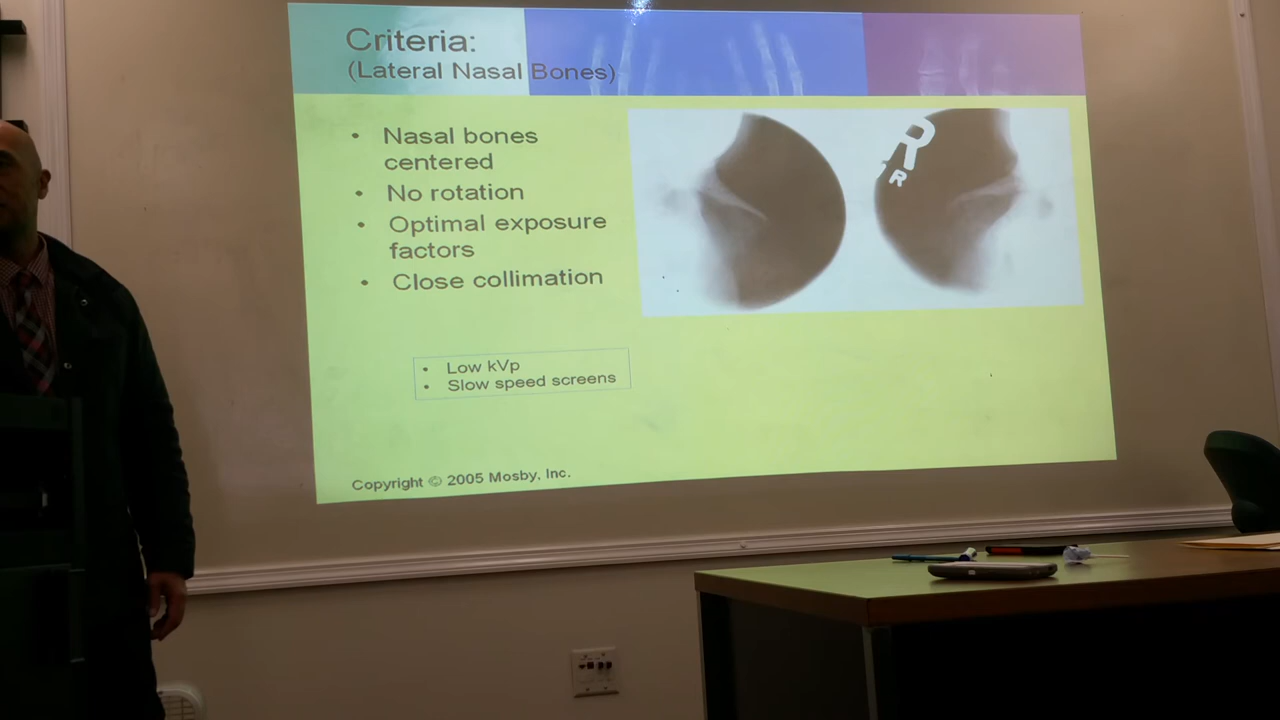 Criteria:
(Lateral Nasal Bones)
• Nasal bones
centered
• No rotation
• Optimal exposure
factors
• Close collimation
R
R
• Low kVp
• Slow speed screens
Copyright © 2005 Mosby, Inc.